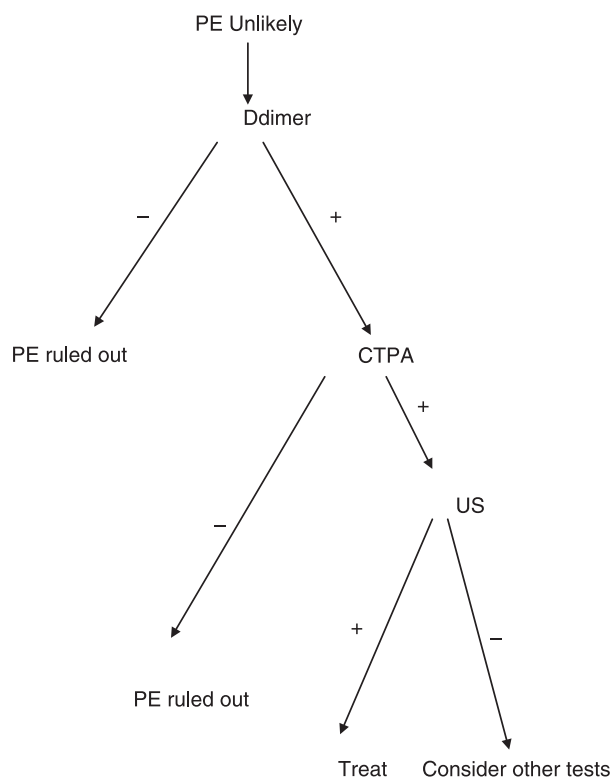 PE Unlikely
Ddimer
– +
PE ruled out CTPA
+
US
–
+ –
PE ruled out
Treat Consider other tests